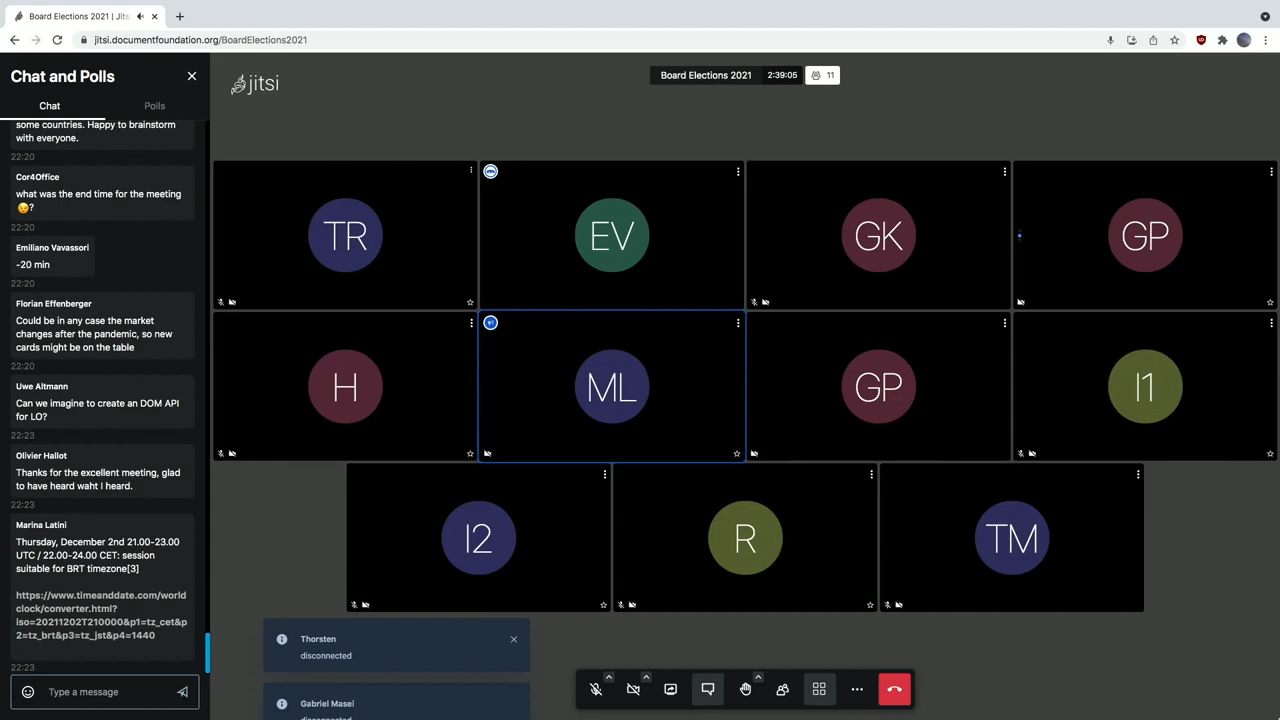 Board Elections 2021 | Jits
jitsi.documentfoundation.org/BoardElections2021
Chat and Polls
Chat
Polls
some countries. Happy to brainstorm
with everyone.
22:20
Cor4Office
what was the end time for the meeting
😉?
22:20
Emiliano Vavassori
-20 min
22:20
Florian Effenberger
Could be in any case the market
changes after the pandemic, so new
cards might be on the table
22:20
Uwe Altmann
Can we imagine to create an DOM API
for LO?
22:23
Olivier Hallot
Thanks for the excellent meeting, glad
to have heard waht I heard.
22:23
Marina Latini
Thursday, December 2nd 21.00-23.00
UTC / 22.00-24.00 CET: session
suitable for BRT timezone[3]
https://www.timeanddate.com/world
clock/converter.html?
iso=20211202T210000&p1=tz_cet&p
2=tz_brt&p3=tz_jst&p4=1440
22:23
Type a message
jitsi
Board Elections 2021
2:39:05
11
TR
EV
GK
GP
H
ML
GP
I1
I2
R
TM
Thorsten
disconnected
Gabriel Masei
disconnected